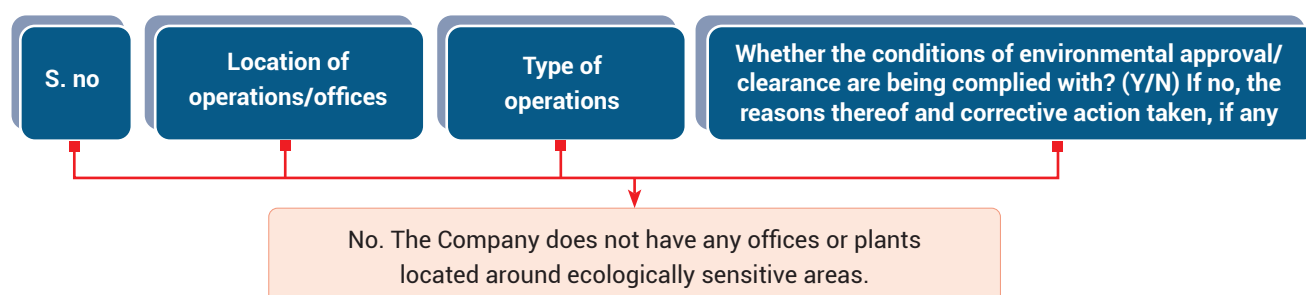 S. no
Location of
operations/offices
Type of
operations
Whether the conditions of environmental approval/
clearance are being complied with? (Y/N) If no, the
reasons thereof and corrective action taken, if any
No. The Company does not have any offices or plants
located around ecologically sensitive areas.